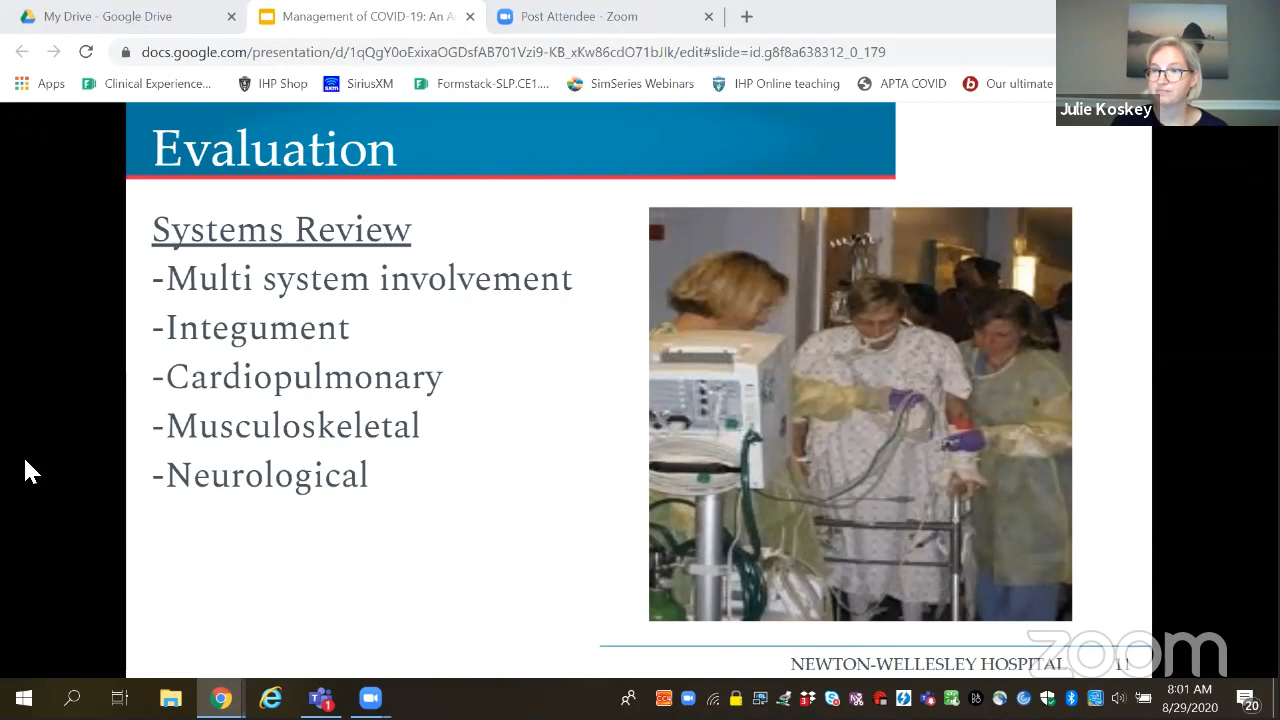 My Drive - Google Drive
Management of COVID-19: An A
Post Attendee - Zoom
docs.google.com/presentation/d/1qQgY0oExixaOGDsfAB701Vzi9-KB_xKw86cdO71bJIk/edit#slide=id.g8f8a638312_0_179
Apps
Clinical Experience...
IHP Shop
SiriusXM
Formstack-SLP.CE1....
SimSeries Webinars
IHP Online teaching
APTA COVID
Our ultimate
Julie Koskey
Evaluation
Systems Review
-Multi system involvement
-Integument
-Cardiopulmonary
-Musculoskeletal
-Neurological
NEWTON-WELLESLEY HOSPITAL 11
zoom
8:01 AM
8/29/2020
20